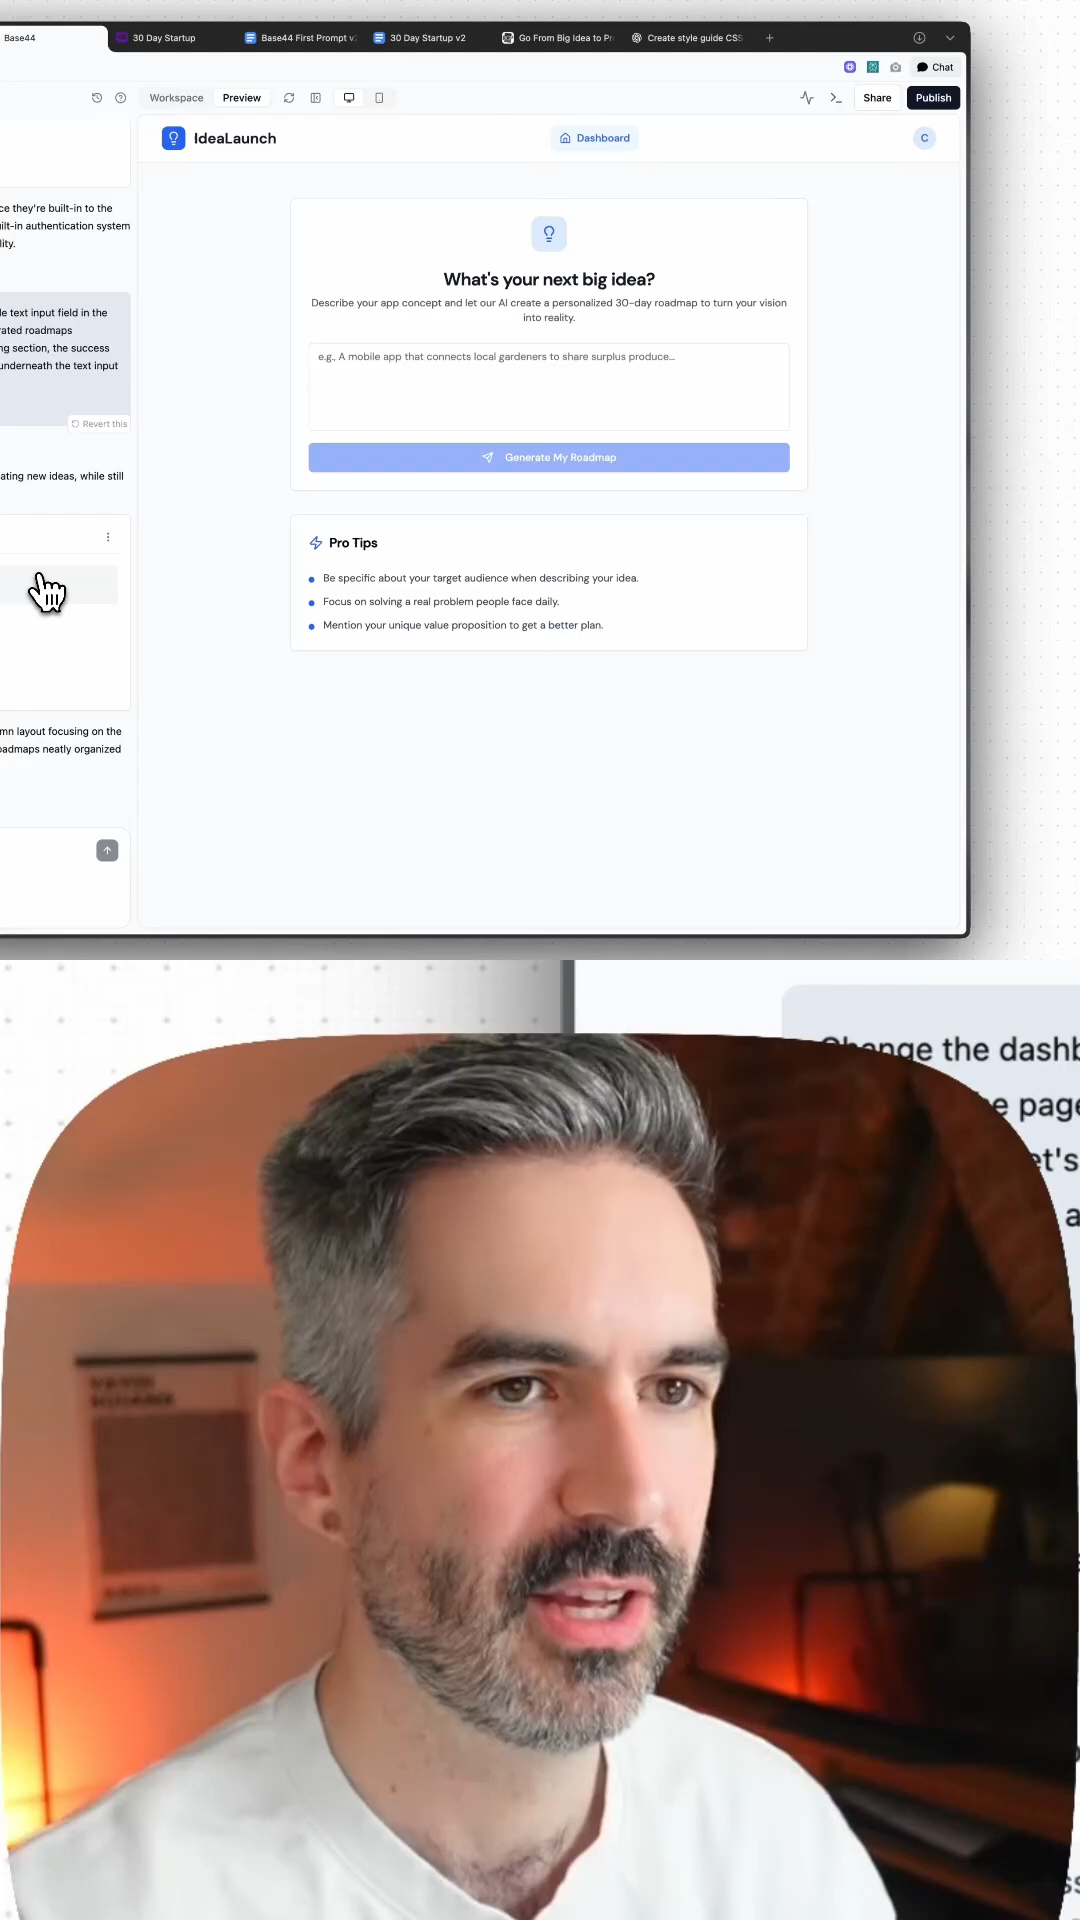 Base44
30 Day Startup
Base44 First Prompt v
30 Day Startup v2
Go From Big Idea to Pr
Create style guide CSS
Chat
Workspace
Preview
Share
Publish
IdeaLaunch
Dashboard
C
ce they're built-in to the
ilt-in authentication system
lity.
le text input field in the
rated roadmaps
ng section, the success
underneath the text input
Revert this
ating new ideas, while still
mn layout focusing on the
oadmaps neatly organized
What's your next big idea?
Describe your app concept and let our AI create a personalized 30-day roadmap to turn your vision
into reality.
e.g., A mobile app that connects local gardeners to share surplus produce...
Generate My Roadmap
Pro Tips
Be specific about your target audience when describing your idea.
Focus on solving a real problem people face daily.
Mention your unique value proposition to get a better plan.
Change the dashb
e page
et's
a